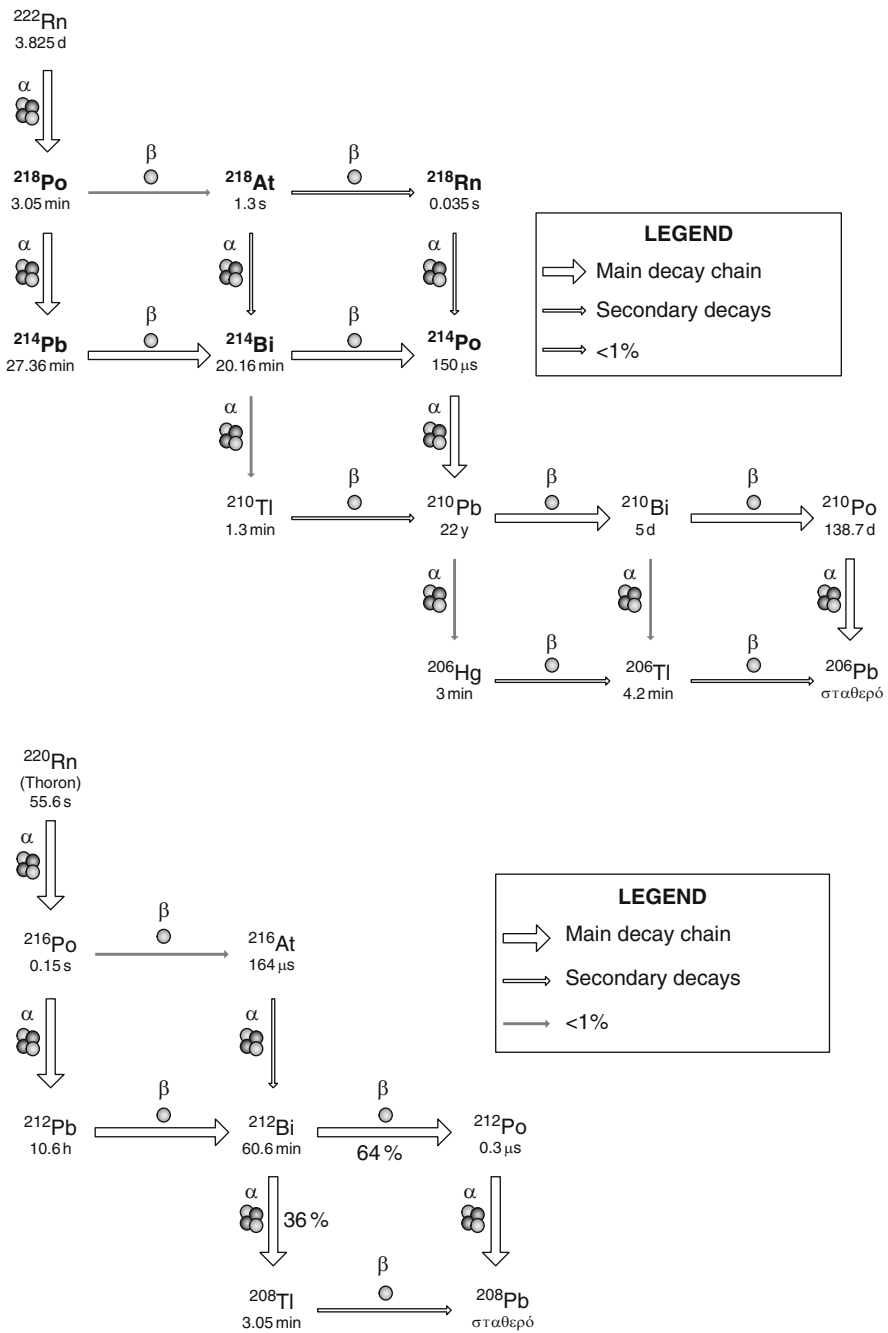 222Rn
3.825 d
α
β β
218Po 218At 218Rn
3.05 min 1.3 s 0.035 s
LEGEND
Main decay chain
Secondary decays
<1%
α α α
β β
214Pb 214Bi 214Po
27.36 min 20.16 min 150 μs
α α
β β β
210Tl 210Pb 210Bi 210Po
1.3 min 22 y 5 d 138.7 d
α α α
β β
206Hg 206Tl 206Pb
3 min 4.2 min σταθερό
220Rn
(Thoron)
55.6 s
α
LEGEND
Main decay chain
Secondary decays
<1%
β
216Po 216At
0.15 s 164 μs
α α
β β
212Pb 212Bi 212Po
10.6 h 60.6 min 64 % 0.3 μs
α 36 % α
β
208Tl 208Pb
3.05 min σταθερό